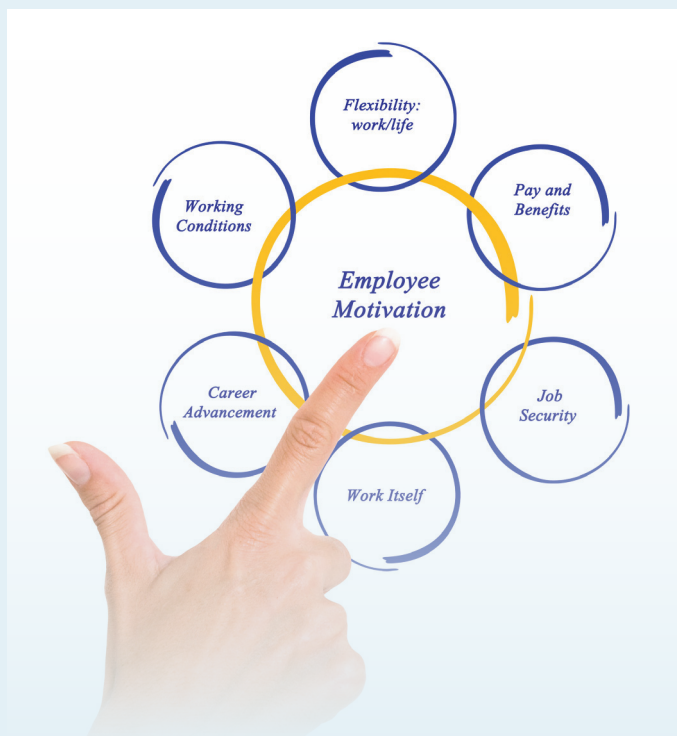 Flexibility:
work/life
Pay and
Benefits
Working
Conditions
Employee
Motivation
Career
Advancement
Job
Security
Work Itself